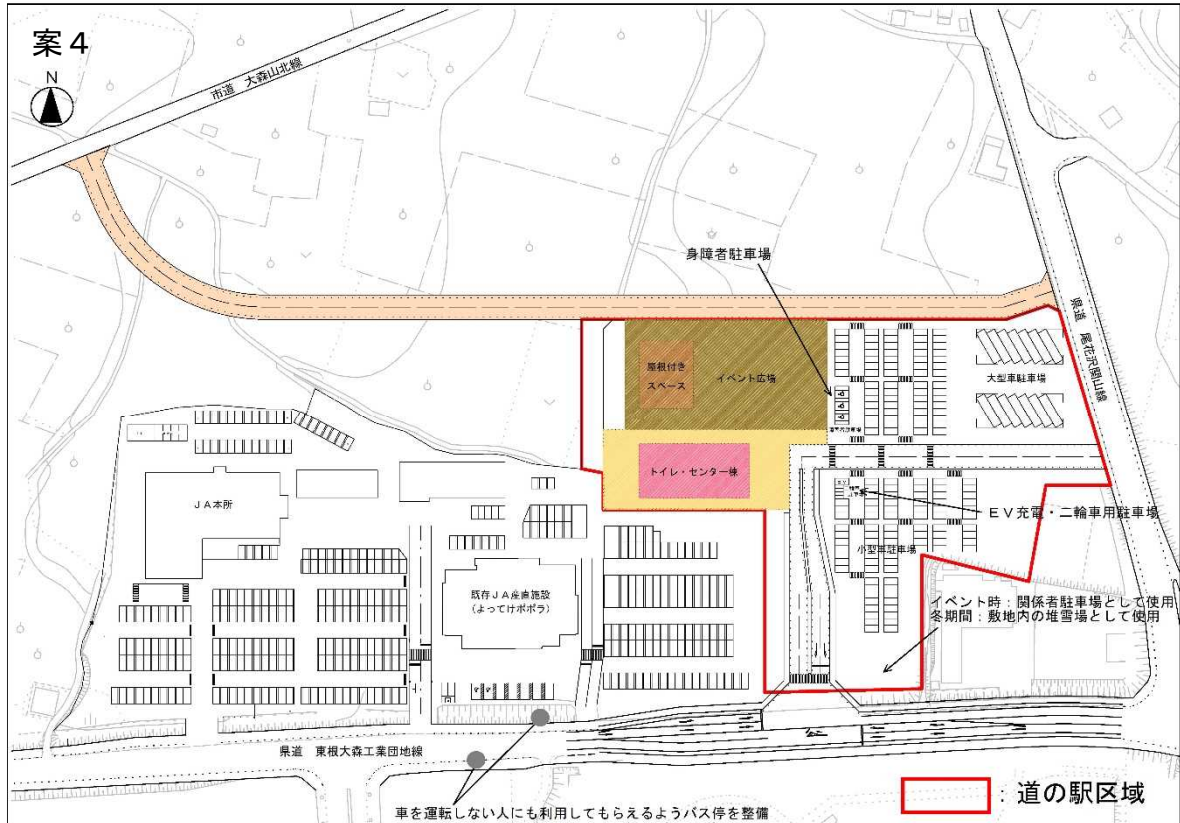 案４
N
市道　大森山北線
身障者駐車場
県道　尾花沢関山線
屋根付き
スペース
イベント広場
大型車駐車場
トイレ・センター棟
ＪＡ本所
ＥＶ充電・二輪車用駐車場
小型車駐車場
既存ＪＡ産直施設
（よってけポポラ）
イベント時：関係者駐車場として使用
冬期間：敷地内の堆雪場として使用
県道　東根大森工業団地線
：道の駅区域
車を運転しない人にも利用してもらえるようバス停を整備